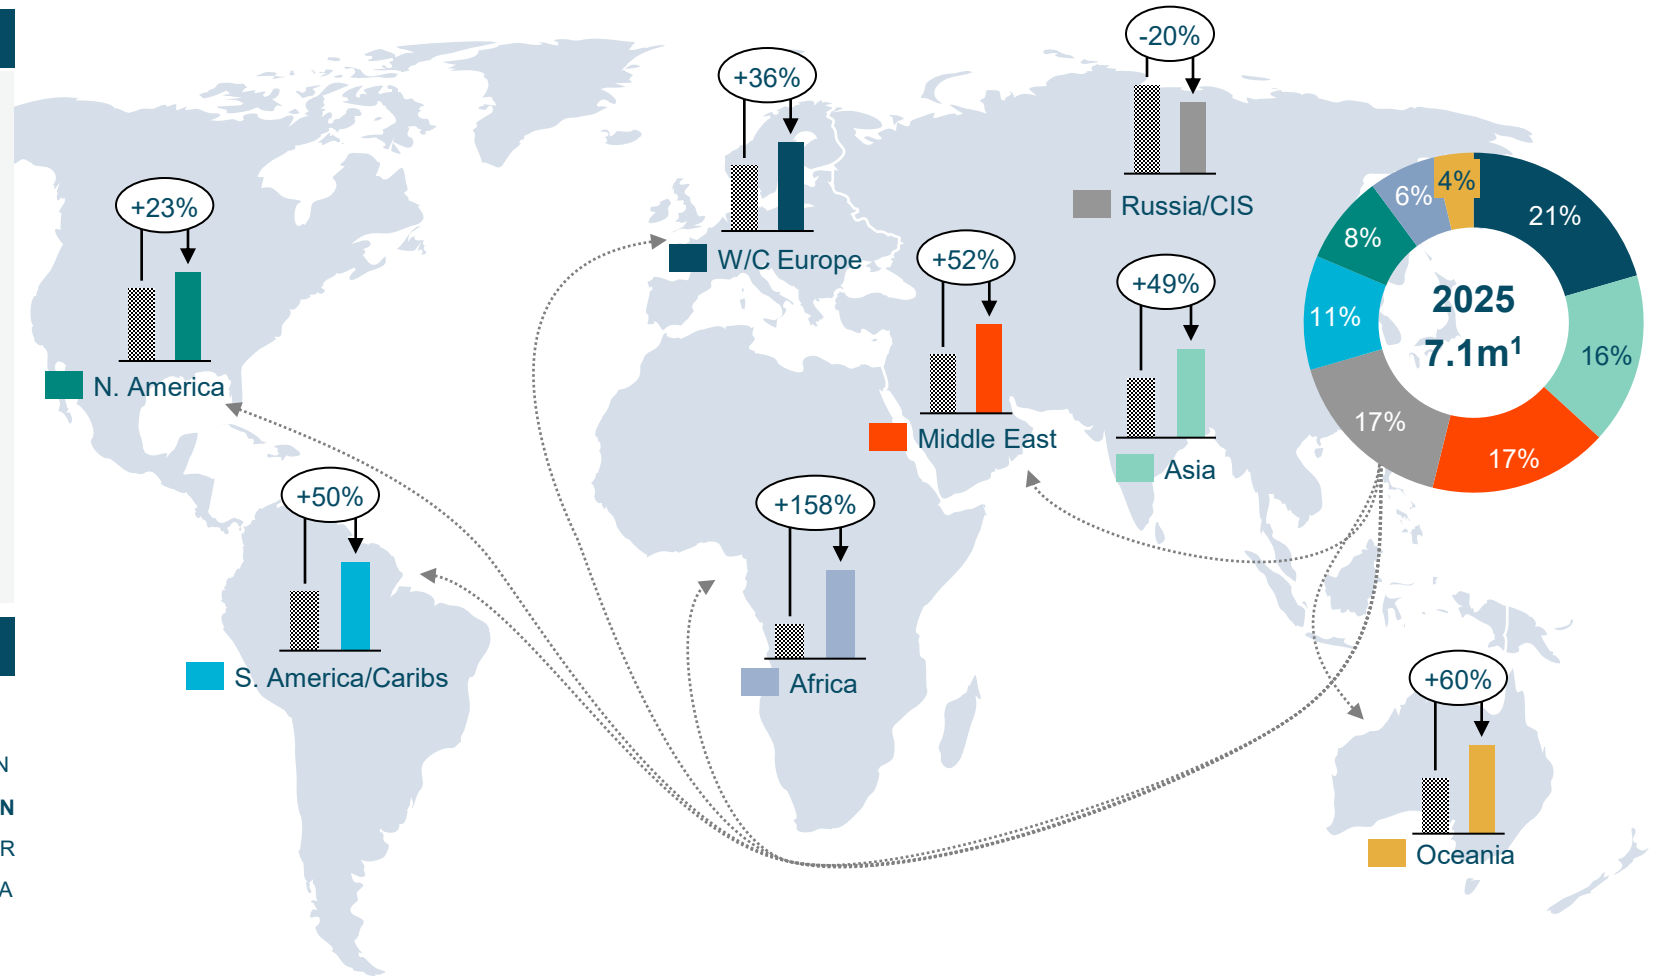 -20%
+36%
+23%
+52%
+49%
Russia/CIS
W/C Europe
4%
6%
21%
8%
2025
11%
7.1m¹
16%
17%
17%
N. America
Middle East
Asia
+50%
+158%
S. America/Caribs
Africa
+60%
Oceania
N
N
R
A